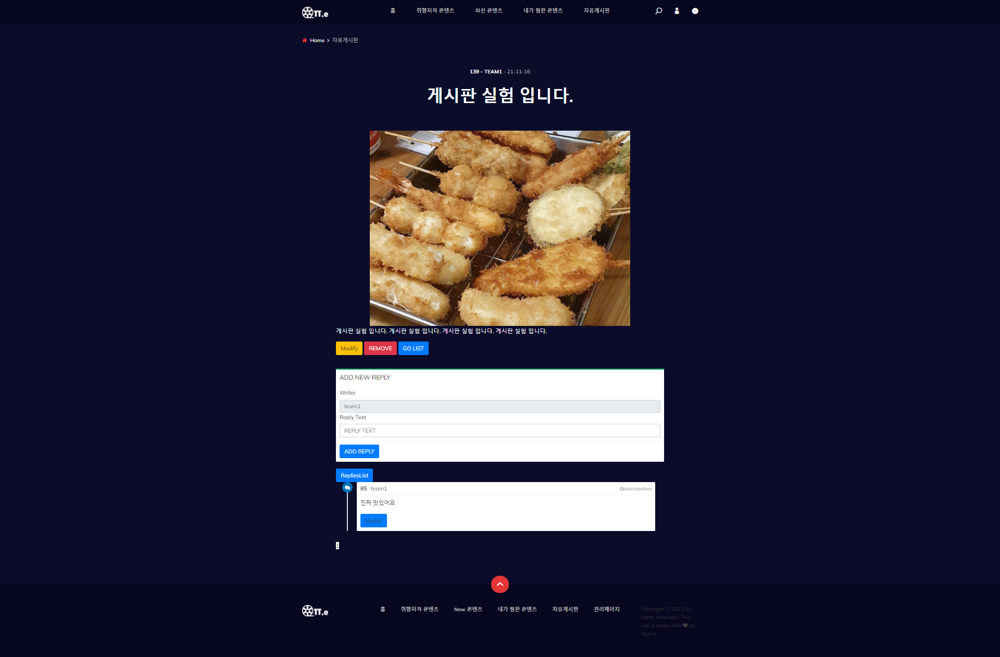 OTT.e
홈 취향저격 콘텐츠 최신 콘텐츠 내가 찜한 콘텐츠 자유게시판
Home 자유게시판
139 - TEAM1 - 21-11-16
게시판 실험 입니다.
게시판 실험 입니다. 게시판 실험 입니다. 게시판 실험 입니다. 게시판 실험 입니다.
Modify REMOVE GO LIST
ADD NEW REPLY
Writer
team1
Reply Text
REPLY TEXT
ADD REPLY
RepliesList
85 -team1 NaN/NaN/NaN
진짜 맛있어요
Modify
1
OTT.e
홈 취향저격 콘텐츠 New 콘텐츠 내가 찜한 콘텐츠 자유게시판 관리페이지
Copyright © 2021 All
rights reserved | This
site is made with ♥ by
Team1